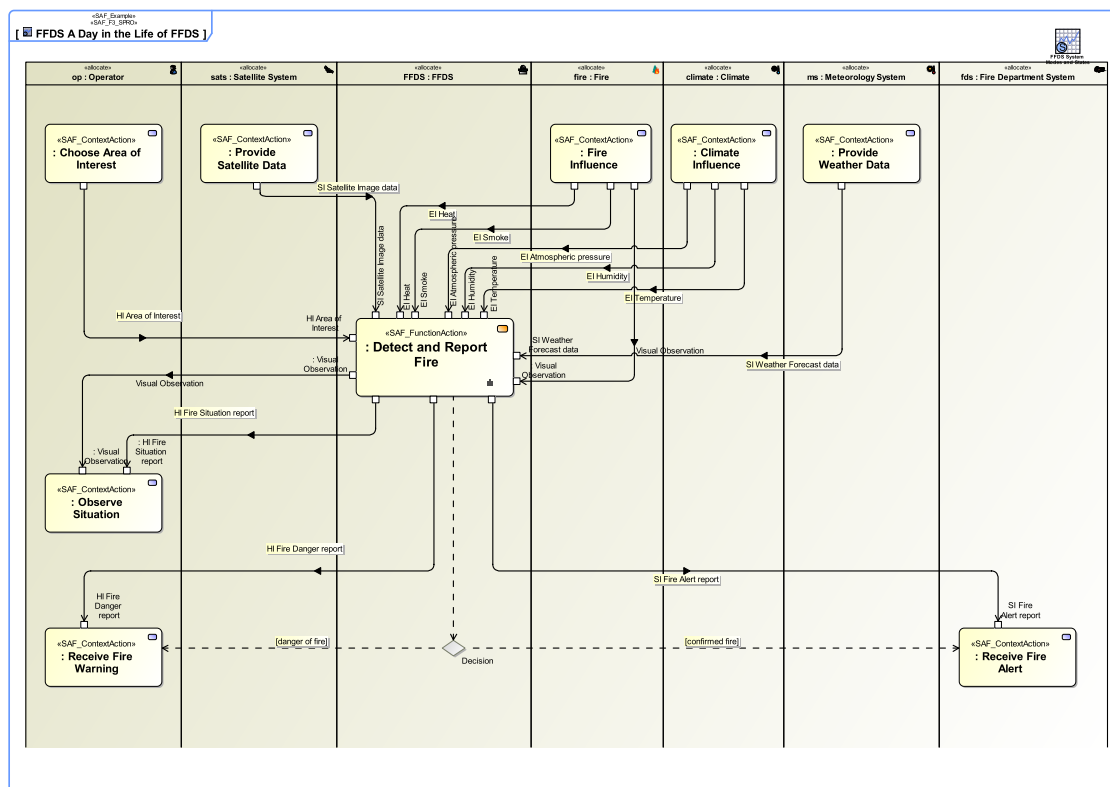 «SAF_Example»
«SAF_F3_SPRO»
[ FFDS A Day in the Life of FFDS ]
FFDS System
Modes and States
«allocate»
op : Operator
«allocate»
sats : Satellite System
«allocate»
FFDS : FFDS
«allocate»
fire : Fire
«allocate»
climate : Climate
«allocate»
ms : Meteorology System
«allocate»
fds : Fire Department System
«SAF_ContextAction»
: Choose Area of
Interest
«SAF_ContextAction»
: Provide
Satellite Data
«SAF_ContextAction»
: Fire
Influence
«SAF_ContextAction»
: Climate
Influence
«SAF_ContextAction»
: Provide
Weather Data
SI Satellite Image data
EI Heat
EI Smoke
EI Atmospheric pressure
EI Humidity
EI Temperature
SI Satellite Image data
EI Heat
EI Smoke
EI Atmospheric pressure
EI Humidity
EI Temperature
HI Area of Interest
HI Area of
Interest
«SAF_FunctionAction»
: Detect and Report
Fire
SI Weather
Forecast data
Visual Observation
SI Weather Forecast data
Visual
Observation
: Visual
Observation
Visual Observation
HI Fire Situation report
: Visual
Observation
: HI Fire
Situation
report
«SAF_ContextAction»
: Observe
Situation
HI Fire Danger report
SI Fire Alert report
HI Fire
Danger
report
SI Fire
Alert report
«SAF_ContextAction»
: Receive Fire
Warning
[danger of fire]
Decision
[confirmed fire]
«SAF_ContextAction»
: Receive Fire
Alert